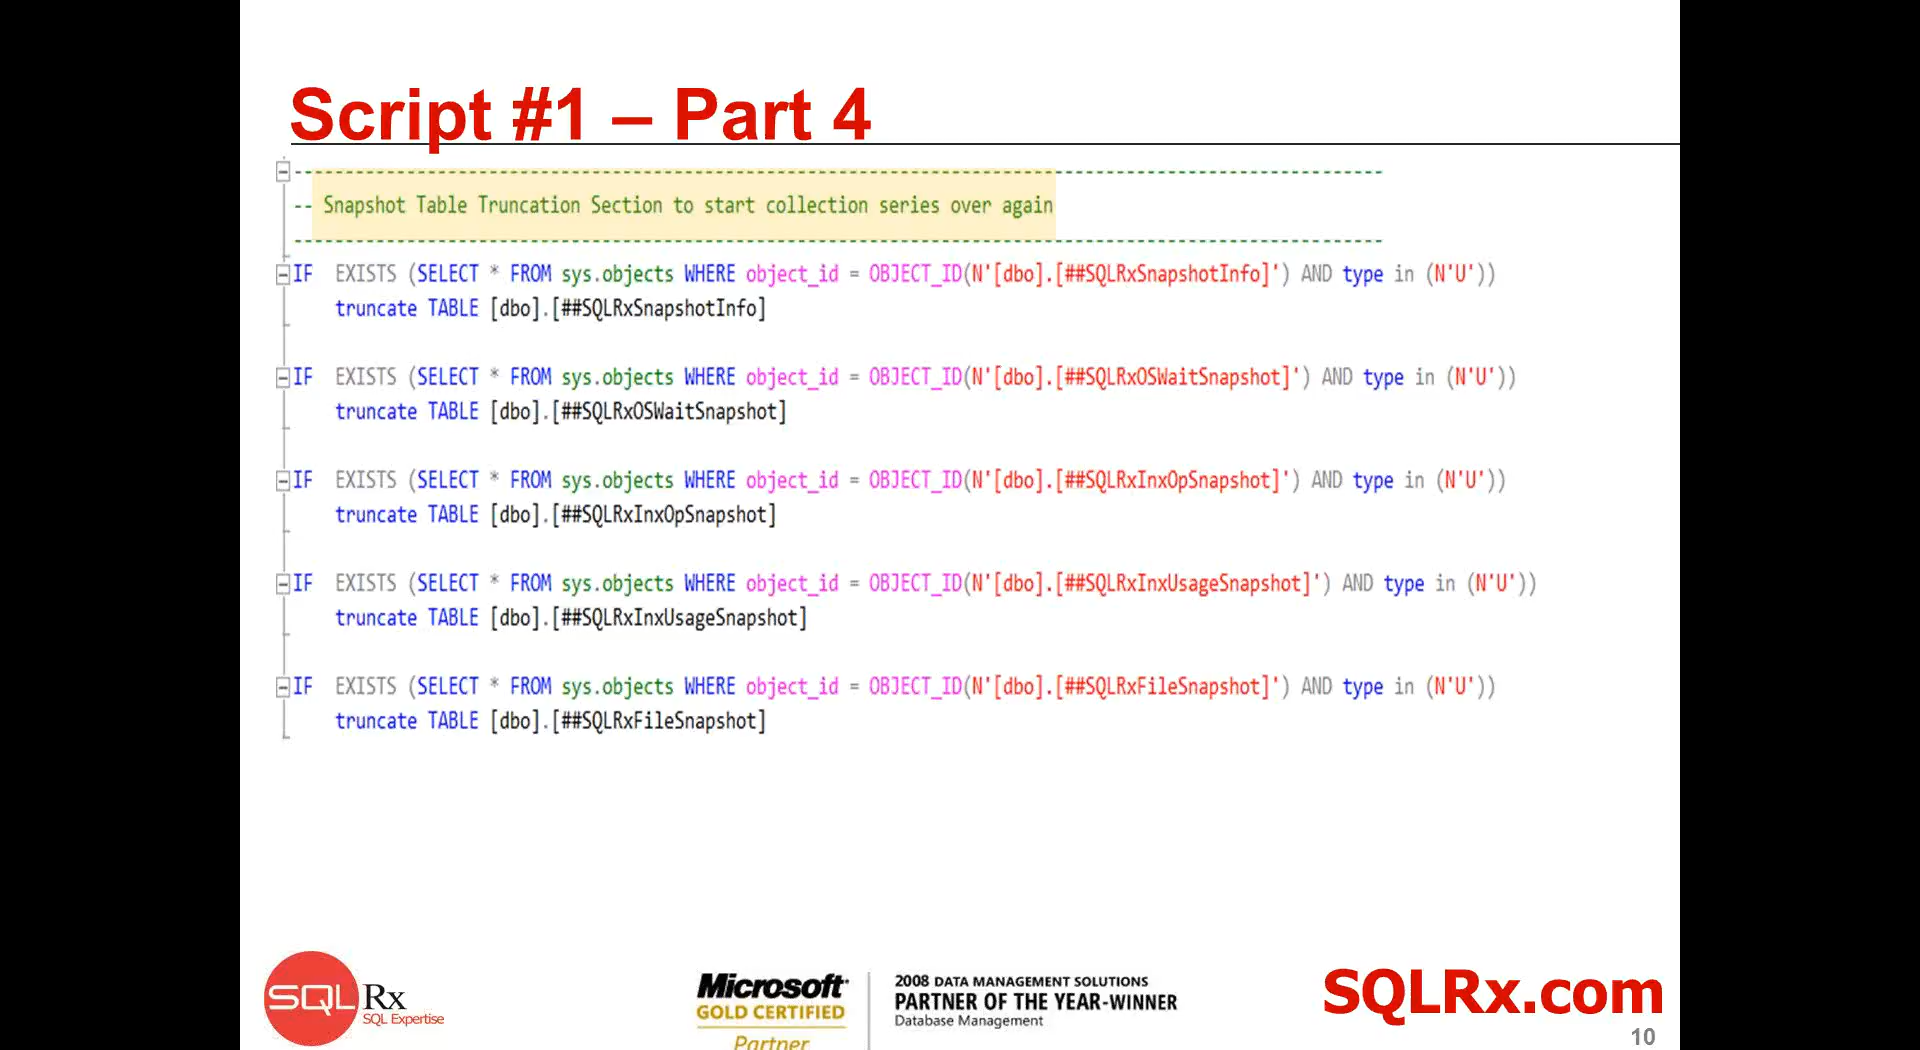 Script #1 – Part 4
--------------------------------------------------------------------------------------------------------
-- Snapshot Table Truncation Section to start collection series over again
--------------------------------------------------------------------------------------------------------
IF  EXISTS (SELECT * FROM sys.objects WHERE object_id = OBJECT_ID(N'[dbo].[##SQLRxSnapshotInfo]') AND type in (N'U'))
truncate TABLE [dbo].[##SQLRxSnapshotInfo]
IF  EXISTS (SELECT * FROM sys.objects WHERE object_id = OBJECT_ID(N'[dbo].[##SQLRxOSWaitSnapshot]') AND type in (N'U'))
truncate TABLE [dbo].[##SQLRxOSWaitSnapshot]
IF  EXISTS (SELECT * FROM sys.objects WHERE object_id = OBJECT_ID(N'[dbo].[##SQLRxInxOpSnapshot]') AND type in (N'U'))
truncate TABLE [dbo].[##SQLRxInxOpSnapshot]
IF  EXISTS (SELECT * FROM sys.objects WHERE object_id = OBJECT_ID(N'[dbo].[##SQLRxInxUsageSnapshot]') AND type in (N'U'))
truncate TABLE [dbo].[##SQLRxInxUsageSnapshot]
IF  EXISTS (SELECT * FROM sys.objects WHERE object_id = OBJECT_ID(N'[dbo].[##SQLRxFileSnapshot]') AND type in (N'U'))
truncate TABLE [dbo].[##SQLRxFileSnapshot]
SQL Rx
SQL Expertise
Microsoft
GOLD CERTIFIED
Partner
2008 DATA MANAGEMENT SOLUTIONS
PARTNER OF THE YEAR-WINNER
Database Management
SQLRx.com
10